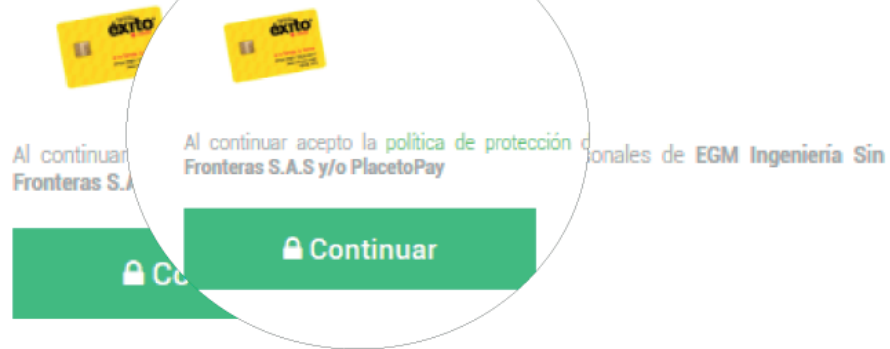 éxito
éxito
Al continuar
Al continuar acepto la política de protección
onales de EGM Ingeniería Sin
Fronteras S.A
Fronteras S.A.S y/o PlacetoPay
Continuar
Co